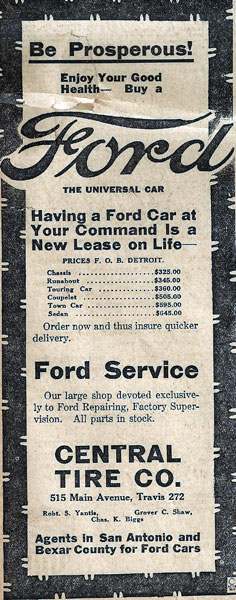 Be Prosperous!
Enjoy Your Good
Health— Buy a
Ford
THE UNIVERSAL CAR
Having a Ford Car at
Your Command Is a
New Lease on Life—
PRICES F. O. B. DETROIT.
Chassis ........................ $325.00
Runabout ........................ $345.00
Touring Car ........................ $360.00
Coupelet ........................ $505.00
Town Car ........................ $595.00
Sedan ........................ $645.00
Order now and thus insure quicker
delivery.
Ford Service
Our large shop devoted exclusive-
ly to Ford Repairing, Factory Super-
vision. All parts in stock.
CENTRAL
TIRE CO.
515 Main Avenue, Travis 272
Robt. S. Yantis, Grover C. Shaw,
Chas. K. Biggs
Agents in San Antonio and
Bexar County for Ford Cars